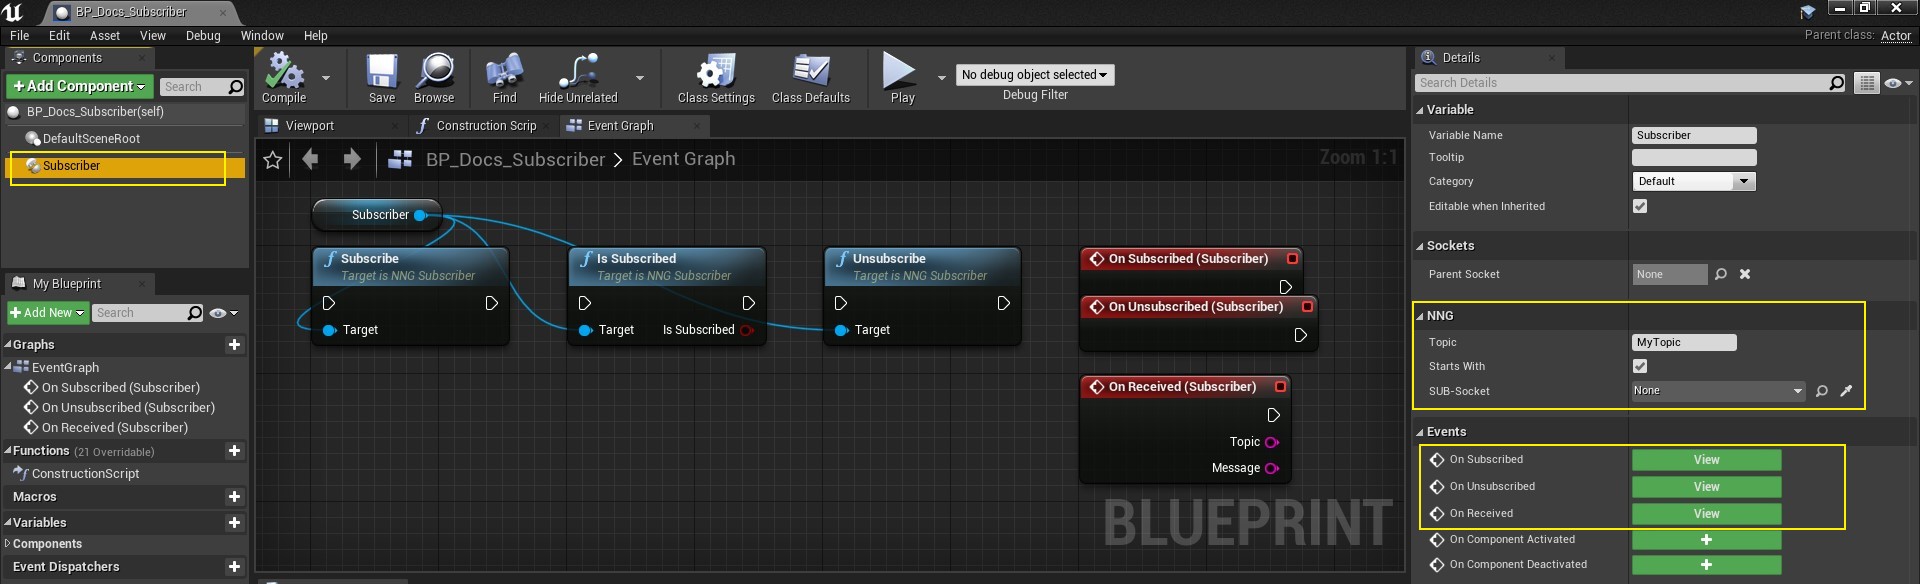 BP_Docs_Subscriber
File Edit Asset View Debug Window Help
Parent class: Actor
Components
+Add Component
Search
BP_Docs_Subscriber(self)
DefaultSceneRoot
Subscriber
My Blueprint
+Add New
Search
Graphs
EventGraph
On Subscribed (Subscriber)
On Unsubscribed (Subscriber)
On Received (Subscriber)
Functions (21 Overridable)
ConstructionScript
Macros
Variables
Components
Event Dispatchers
Compile
Save
Browse
Find
Hide Unrelated
Class Settings
Class Defaults
Play
No debug object selected
Debug Filter
Viewport
Construction Scrip
Event Graph
BP_Docs_Subscriber > Event Graph
Zoom 1:1
Subscriber
Subscribe
Target is NNG Subscriber
Target
Is Subscribed
Target is NNG Subscriber
Target Is Subscribed
Unsubscribe
Target is NNG Subscriber
Target
On Subscribed (Subscriber)
On Unsubscribed (Subscriber)
On Received (Subscriber)
Topic
Message
BLUEPRINT
Details
Search Details
Variable
Variable Name Subscriber
Tooltip
Category Default
Editable when Inherited
Sockets
Parent Socket None
NNG
Topic MyTopic
Starts With
SUB-Socket None
Events
On Subscribed View
On Unsubscribed View
On Received View
On Component Activated +
On Component Deactivated +